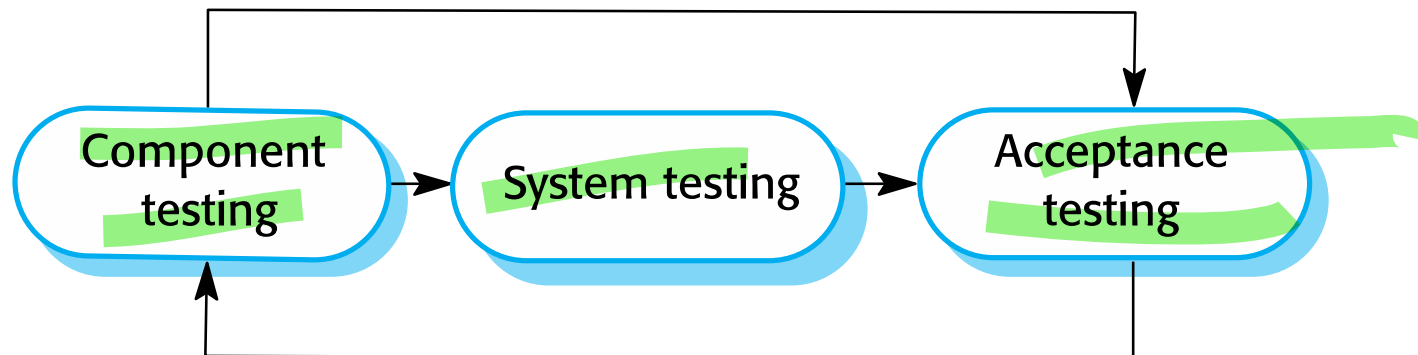 Component
testing
System testing
Acceptance
testing